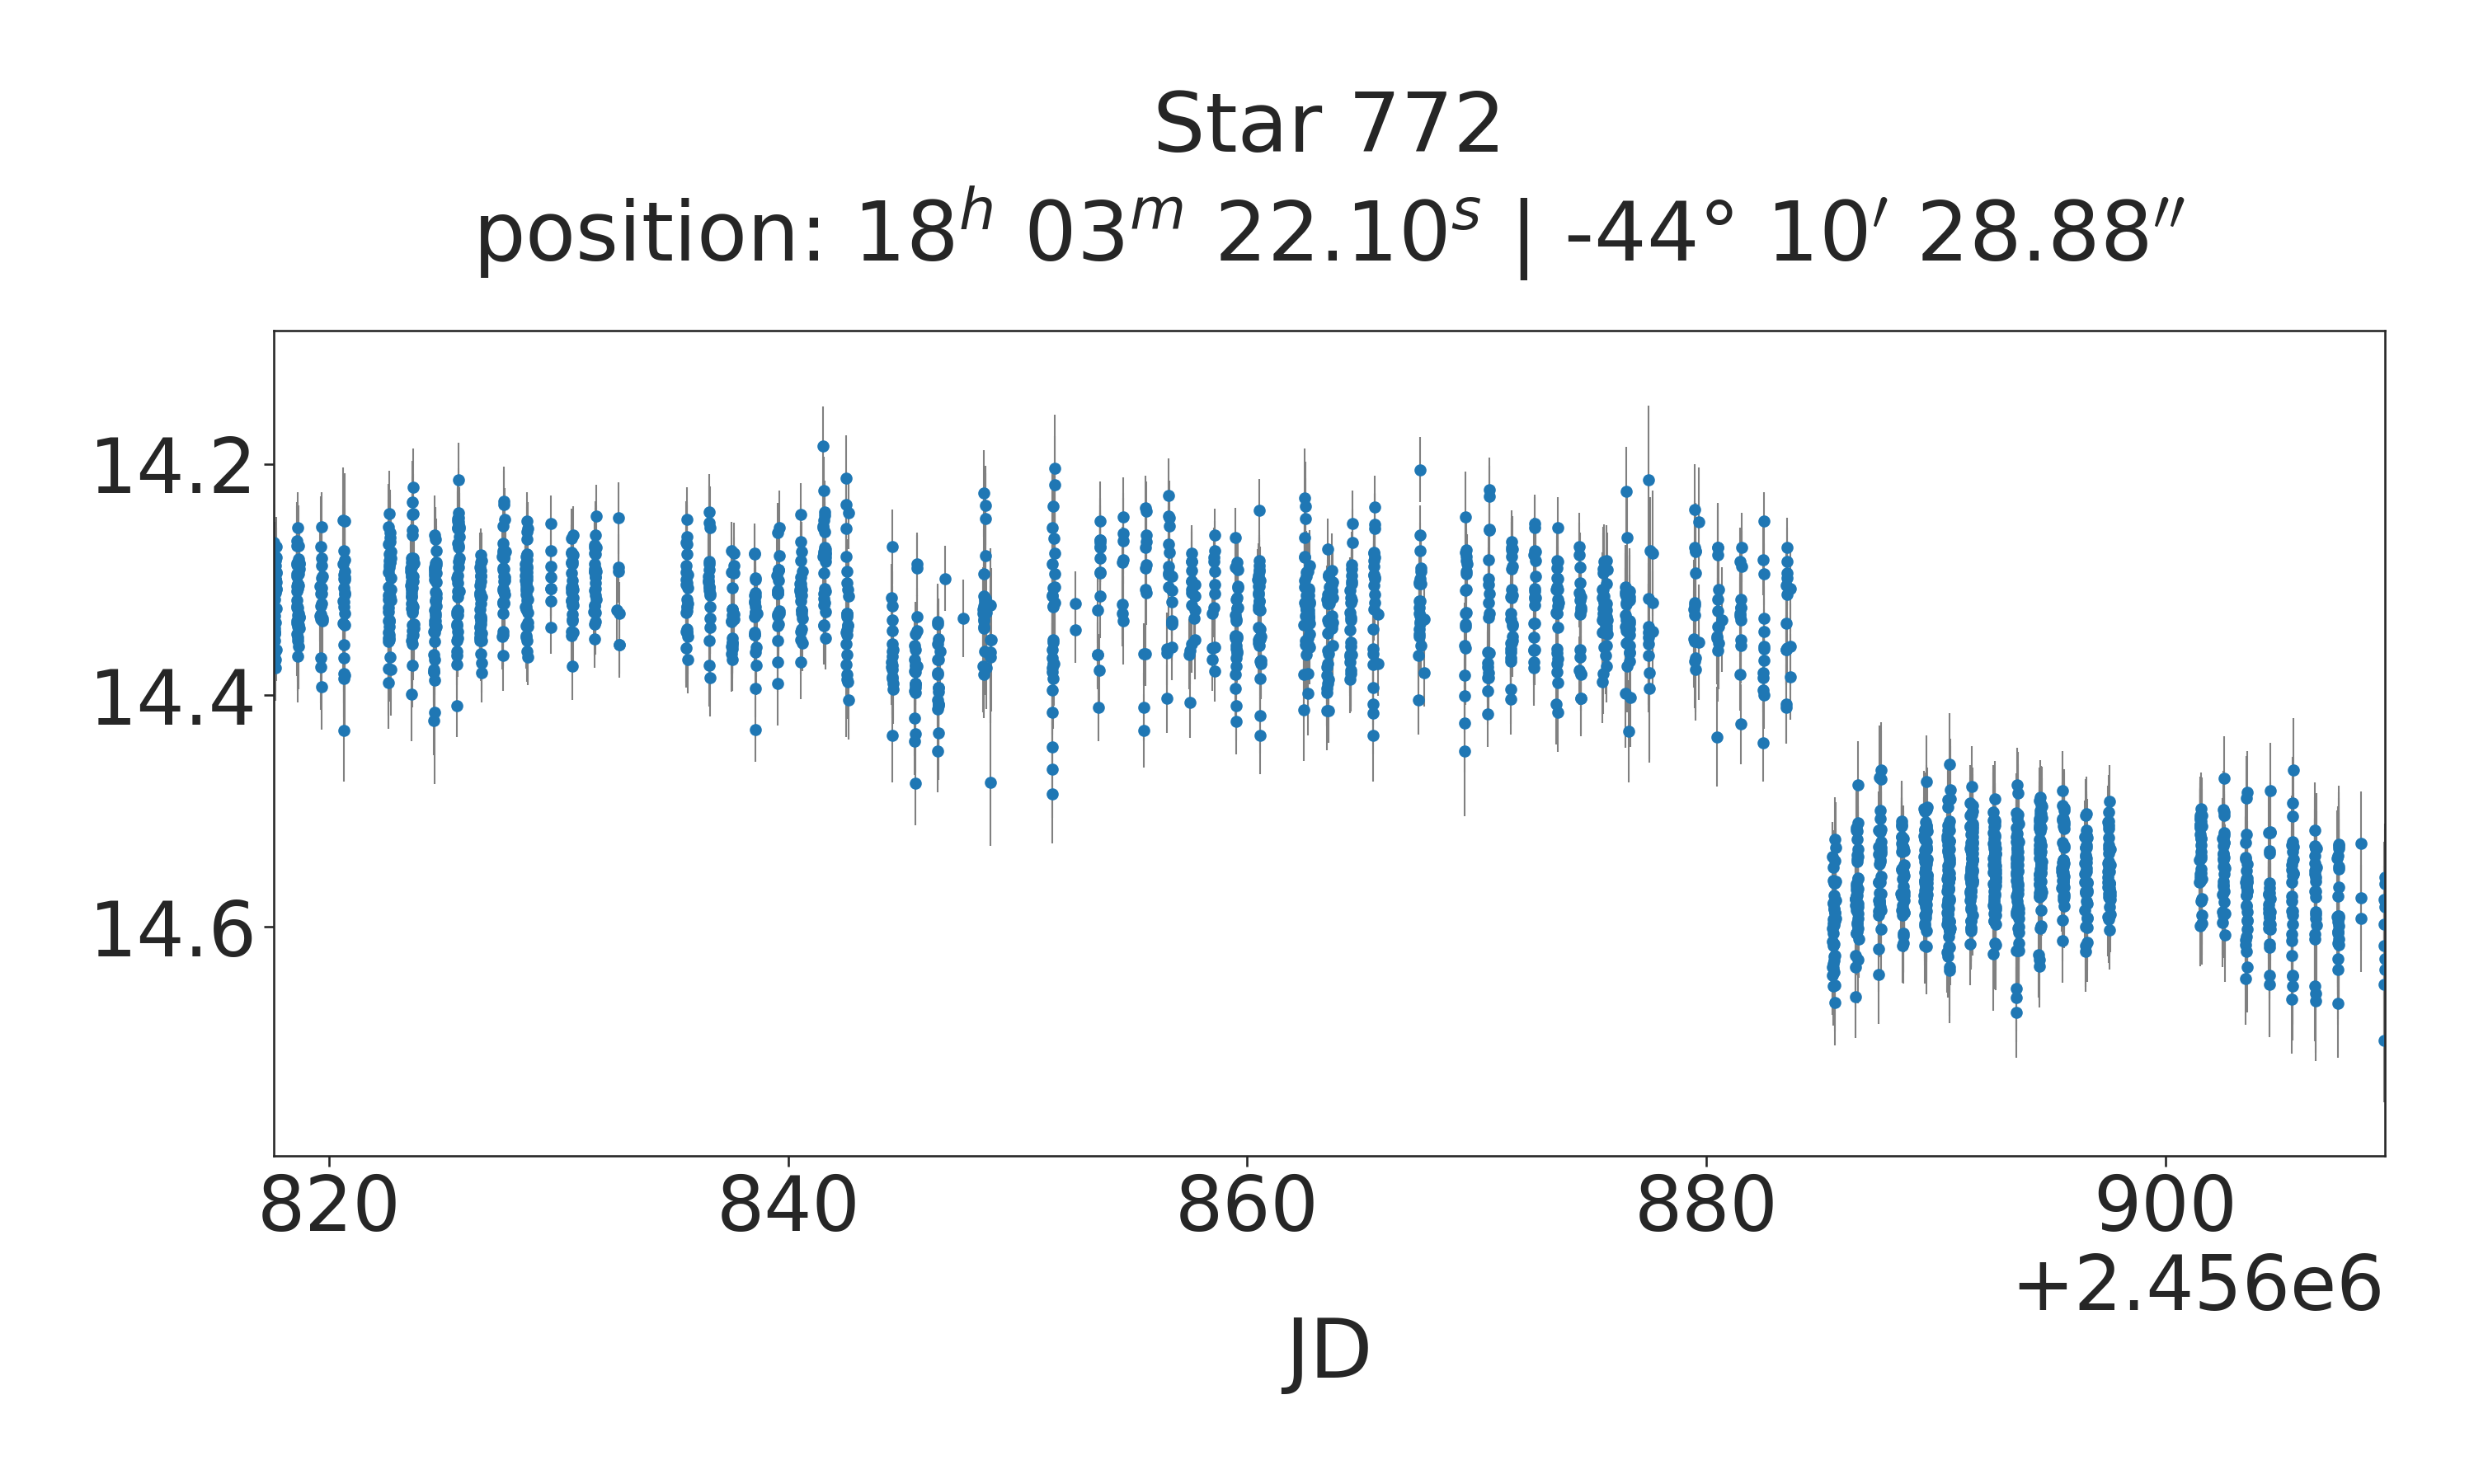 Star 772
position: 18h 03m 22.10s | -44° 10′ 28.88′′
14.2
14.4
14.6
820 840 860 880 900
+2.456e6
JD